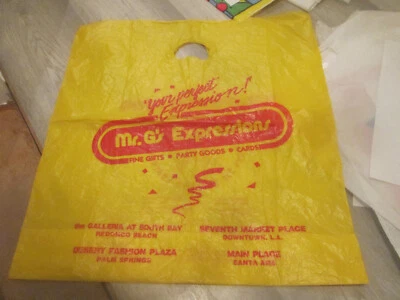 "Your perfect
Expression!"
Mr. G's Expressions
FINE GIFTS ★ PARTY GOODS ★ CARDS
the GALLERIA AT SOUTH BAY
REDONDO BEACH
SEVENTH MARKET PLACE
DOWNTOWN, L.A.
DESERT FASHION PLAZA
PALM SPRINGS
MAIN PLACE
SANTA ANA